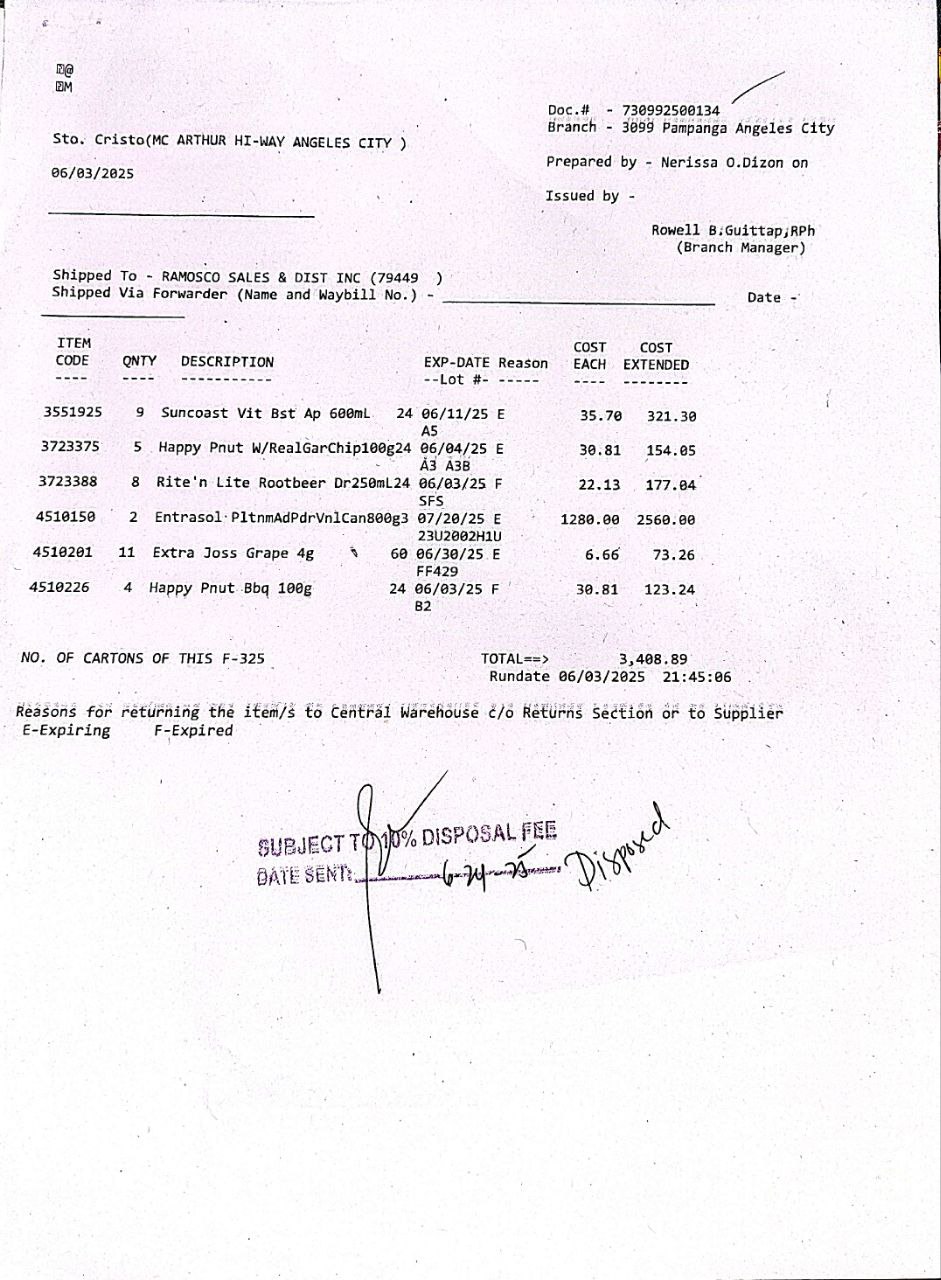 @
M
Doc.# - 730992500134
Branch - 3099 Pampanga Angeles City
Sto. Cristo(MC ARTHUR HI-WAY ANGELES CITY )
Prepared by - Nerissa O.Dizon on
06/03/2025
Issued by -
Rowell B.Guittap,RPh
(Branch Manager)
Shipped To - RAMOSCO SALES & DIST INC (79449 )
Shipped Via Forwarder (Name and Waybill No.) - Date -
ITEM COST COST
CODE QNTY DESCRIPTION EXP-DATE Reason EACH EXTENDED
---- ---- ----------- --Lot #- ----- ---- --------
3551925 9 Suncoast Vit Bst Ap 600mL 24 06/11/25 E 35.70 321.30
A5
3723375 5 Happy Pnut W/RealGarChip100g24 06/04/25 E 30.81 154.05
A3 A3B
3723388 8 Rite'n Lite Rootbeer Dr250mL24 06/03/25 F 22.13 177.04
SFS
4510150 2 Entrasol PltnmAdPdrVnlCan800g3 07/20/25 E 1280.00 2560.00
23U2002H1U
4510201 11 Extra Joss Grape 4g 60 06/30/25 E 6.66 73.26
FF429
4510226 4 Happy Pnut Bbq 100g 24 06/03/25 F 30.81 123.24
B2
NO. OF CARTONS OF THIS F-325 TOTAL==> 3,408.89
Rundate 06/03/2025 21:45:06
Reasons for returning the item/s to Central Warehouse c/o Returns Section or to Supplier
E-Expiring F-Expired
SUBJECT TO 10% DISPOSAL FEE
DATE SENT: 6-24-25 Disposed